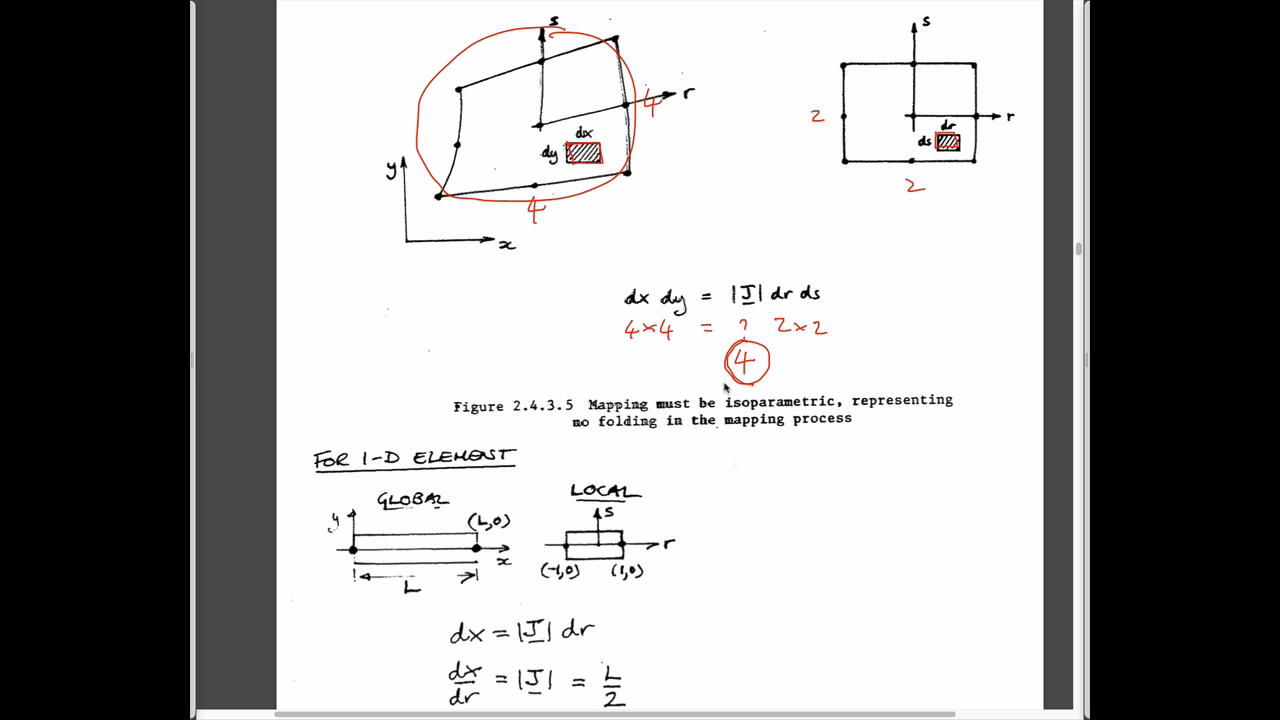 s
r
4
dx
dy
4
y
x
s
r
2
dr
ds
2
dx dy = |J| dr ds
4×4 = ? 2×2
4
Figure 2.4.3.5 Mapping must be isoparametric, representing
no folding in the mapping process
FOR 1-D ELEMENT
GLOBAL
y
(L,0)
x
L
LOCAL
s
r
(-1,0) (1,0)
dx = |J| dr
dx/dr = |J| = L/2